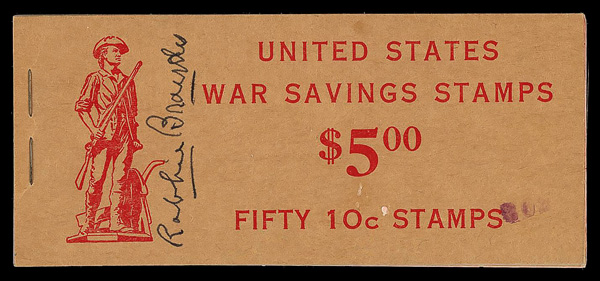 UNITED STATES
WAR SAVINGS STAMPS
$5.00
FIFTY 10c STAMPS